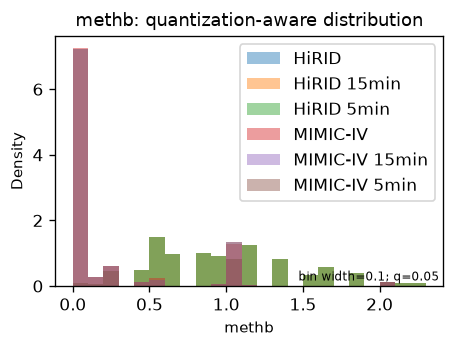 methb: quantization-aware distribution
HiRID
HiRID 15min
HiRID 5min
MIMIC-IV
MIMIC-IV 15min
MIMIC-IV 5min
Density
6
4
2
0
bin width=0.1; q=0.05
0.0 0.5 1.0 1.5 2.0
methb